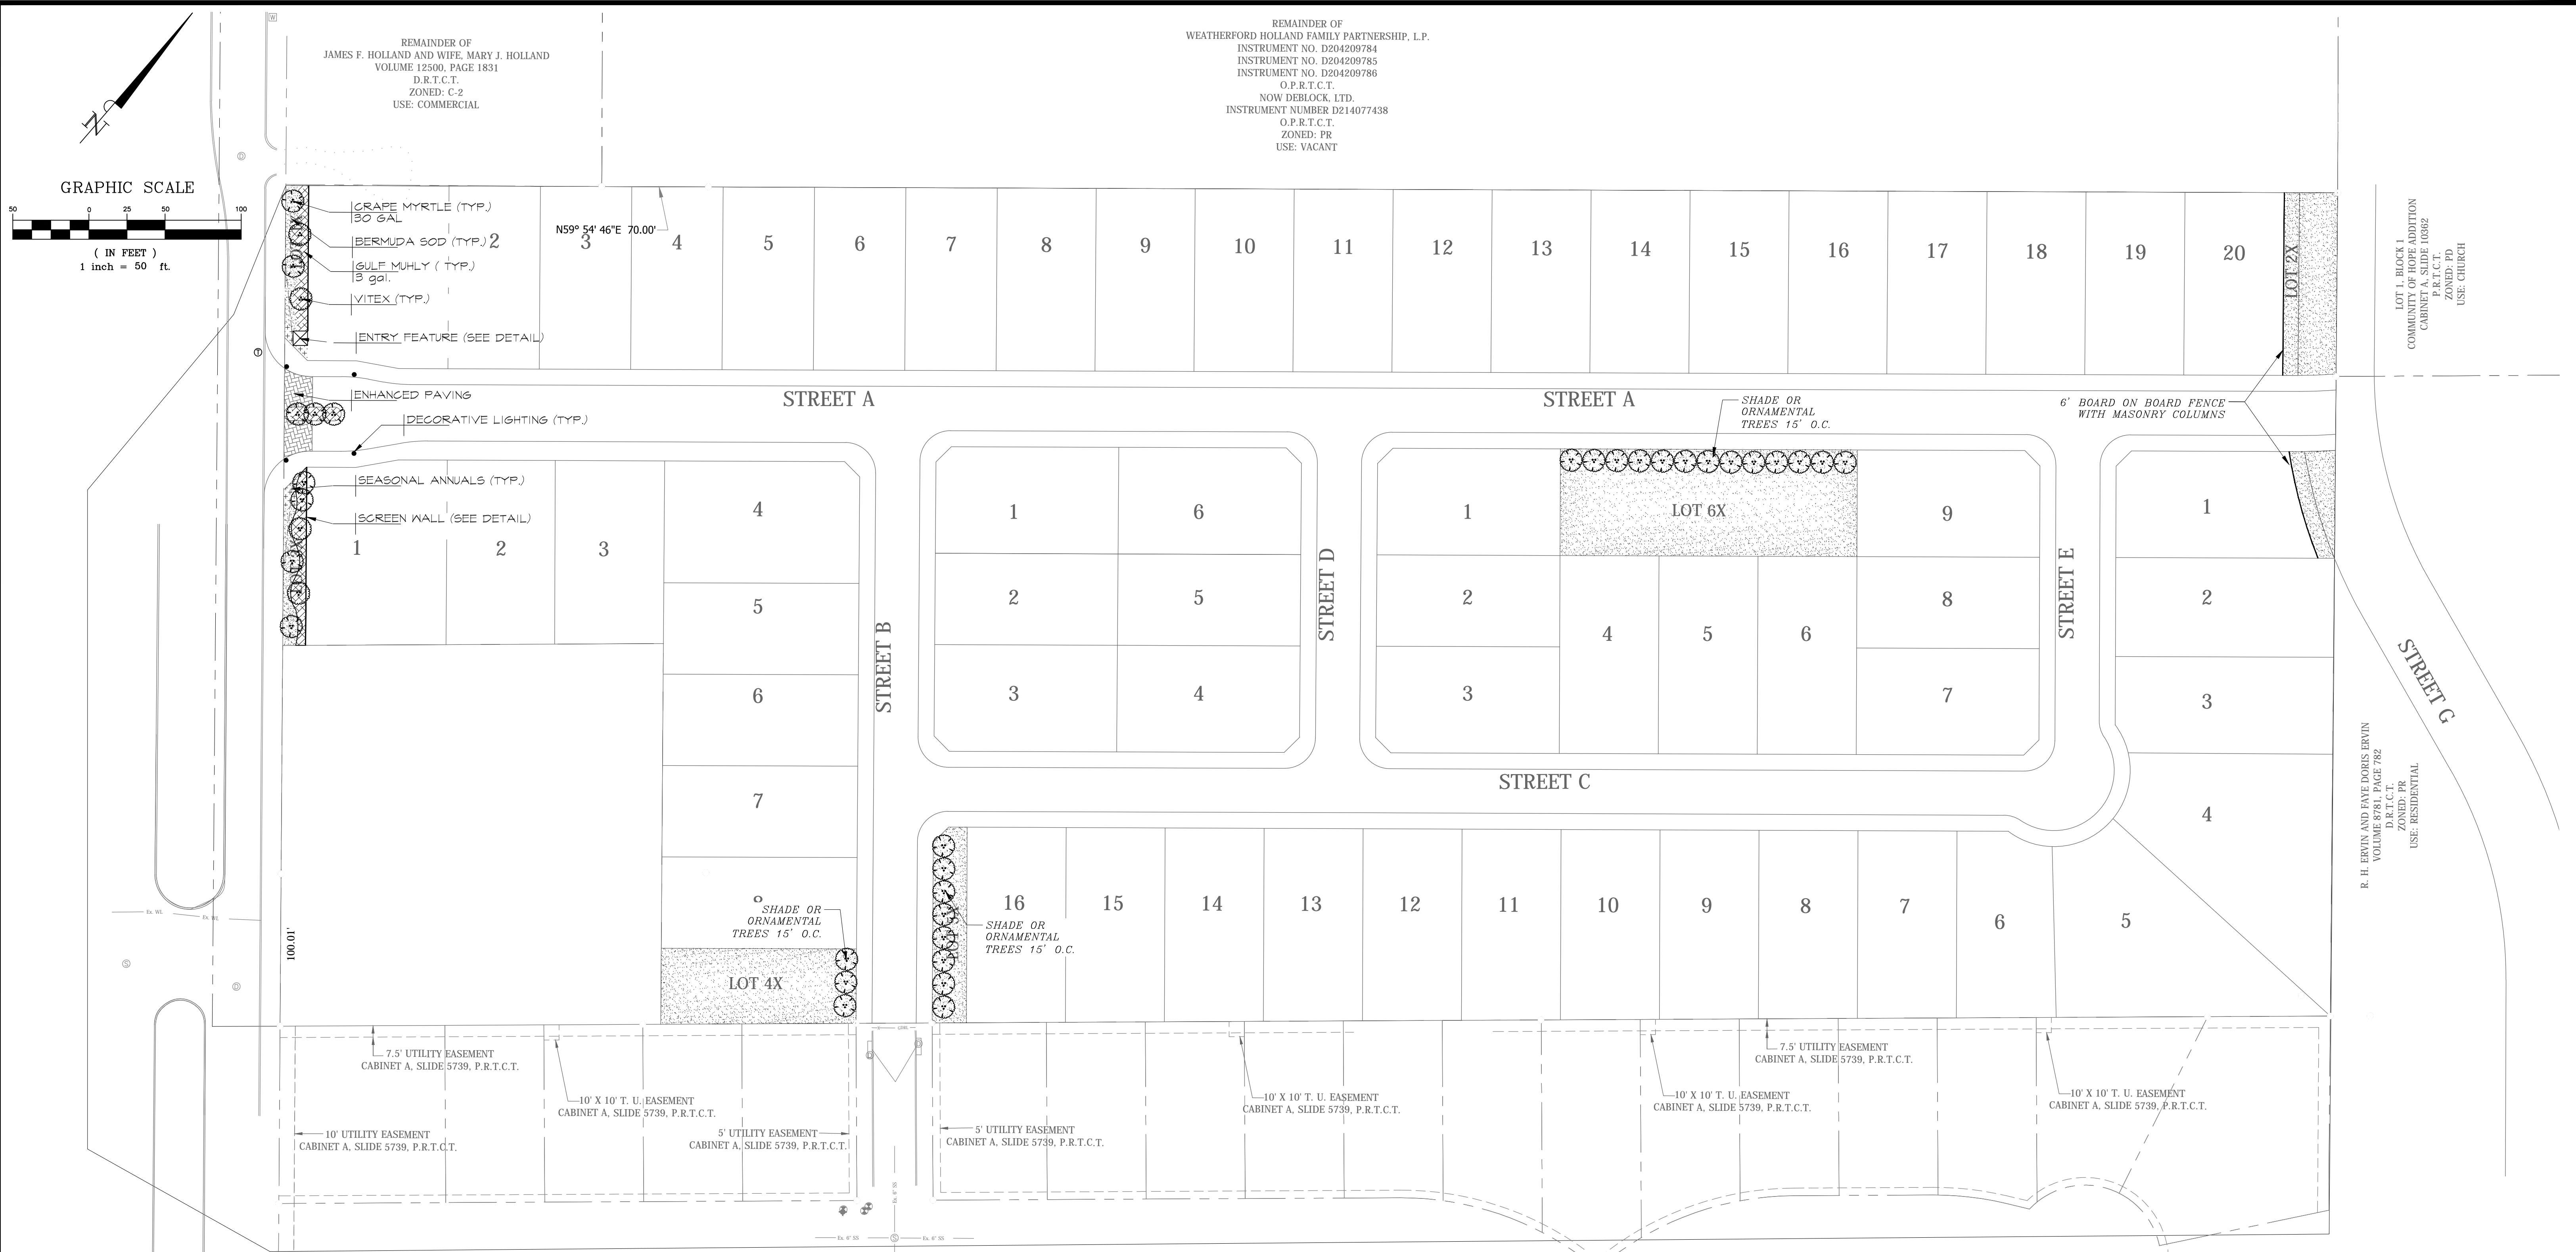 W
REMAINDER OF
JAMES F. HOLLAND AND WIFE, MARY J. HOLLAND
VOLUME 12500, PAGE 1831
D.R.T.C.T.
ZONED: C-2
USE: COMMERCIAL
REMAINDER OF
WEATHERFORD HOLLAND FAMILY PARTNERSHIP, L.P.
INSTRUMENT NO. D204209784
INSTRUMENT NO. D204209785
INSTRUMENT NO. D204209786
O.P.R.T.C.T.
NOW DEBLOCK, LTD.
INSTRUMENT NUMBER D214077438
O.P.R.T.C.T.
ZONED: PR
USE: VACANT
N
GRAPHIC SCALE
50 0 25 50 100
( IN FEET )
1 inch = 50 ft.
D
CRAPE MYRTLE (TYP.)
30 GAL
BERMUDA SOD (TYP.)
GULF MUHLY ( TYP.)
3 gal.
VITEX (TYP.)
ENTRY FEATURE (SEE DETAIL)
N59° 54' 46"E 70.00'
2 3 4 5 6 7 8 9 10 11 12 13 14 15 16 17 18 19 20
LOT 2X
LOT 1, BLOCK 1
COMMUNITY OF HOPE ADDITION
CABINET A, SLIDE 10362
P.R.T.C.T.
ZONED: PD
USE: CHURCH
T
ENHANCED PAVING
DECORATIVE LIGHTING (TYP.)
STREET A
STREET A
SHADE OR
ORNAMENTAL
TREES 15' O.C.
6' BOARD ON BOARD FENCE
WITH MASONRY COLUMNS
SEASONAL ANNUALS (TYP.)
SCREEN WALL (SEE DETAIL)
1 2 3
4
5
6
7
STREET B
1 6
2 5
3 4
STREET D
1
2
3
LOT 6X
4 5 6
9
8
7
STREET E
1
2
3
4
STREET G
STREET C
R. H. ERVIN AND FAYE DORIS ERVIN
VOLUME 8781, PAGE 782
D.R.T.C.T.
ZONED: PR
USE: RESIDENTIAL
SHADE OR
ORNAMENTAL
TREES 15' O.C.
LOT 4X
16 15 14 13 12 11 10 9 8 7 6 5
SHADE OR
ORNAMENTAL
TREES 15' O.C.
Ex. WL
Ex. WL
100.01'
S
D
7.5' UTILITY EASEMENT
CABINET A, SLIDE 5739, P.R.T.C.T.
10' X 10' T. U. EASEMENT
CABINET A, SLIDE 5739, P.R.T.C.T.
10' UTILITY EASEMENT
CABINET A, SLIDE 5739, P.R.T.C.T.
5' UTILITY EASEMENT
CABINET A, SLIDE 5739, P.R.T.C.T.
5' UTILITY EASEMENT
CABINET A, SLIDE 5739, P.R.T.C.T.
10' X 10' T. U. EASEMENT
CABINET A, SLIDE 5739, P.R.T.C.T.
7.5' UTILITY EASEMENT
CABINET A, SLIDE 5739, P.R.T.C.T.
10' X 10' T. U. EASEMENT
CABINET A, SLIDE 5739, P.R.T.C.T.
10' X 10' T. U. EASEMENT
CABINET A, SLIDE 5739, P.R.T.C.T.
Ex. 6" SS
Ex. 6" SS
S
Ex. 6" SS